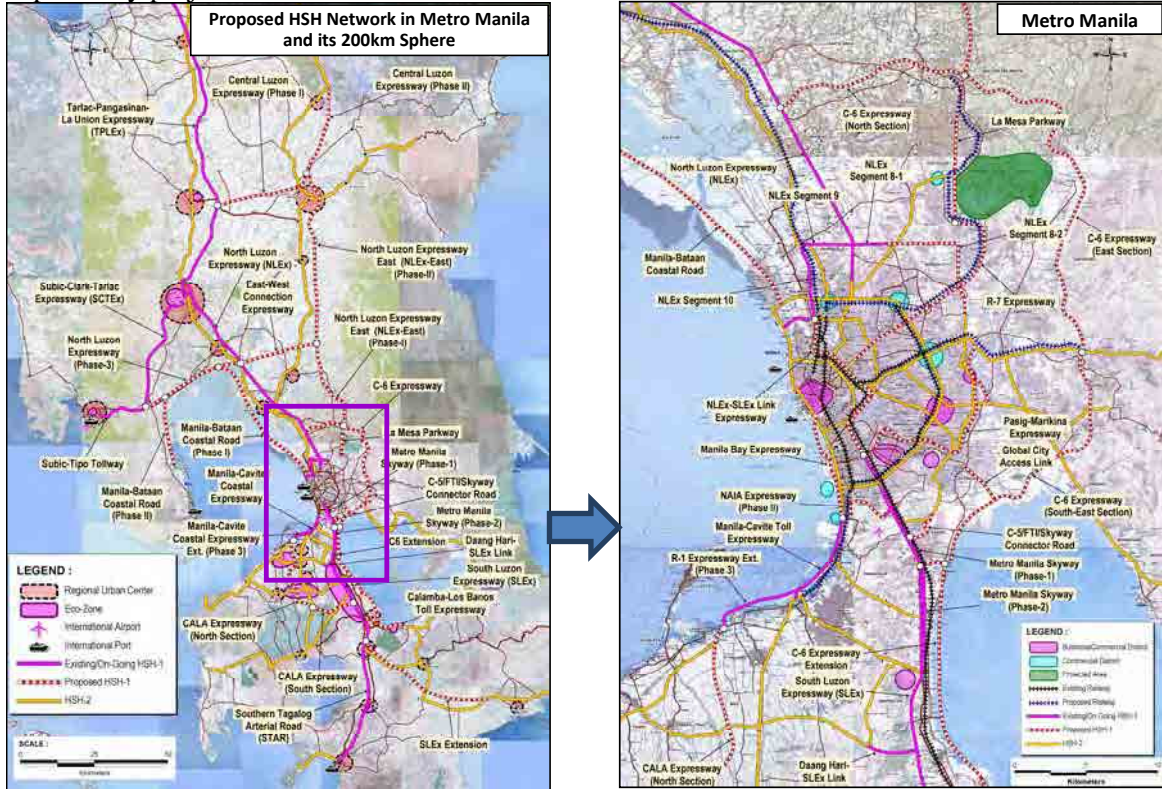 Proposed HSH Network in Metro Manila
and its 200km Sphere
Central Luzon
Expressway (Phase I)
Central Luzon
Expressway (Phase II)
Tarlac-Pangasinan-
La Union Expressway
(TPLEx)
North Luzon
Expressway (NLEx)
North Luzon Expressway
East (NLEx-East)
(Phase-II)
Subic-Clark-Tarlac
Expressway (SCTEx)
East-West
Connection
Expressway
North Luzon Expressway
East (NLEx-East)
(Phase-I)
North Luzon
Expressway
(Phase-3)
C-6 Expressway
Manila-Bataan
Coastal Road
(Phase I)
La Mesa Parkway
Metro Manila
Skyway (Phase-1)
Subic-Tipo Tollway
Manila-Cavite
Coastal
Expressway
C-5/FTI/Skyway
Connector Road
Manila-Bataan
Coastal Road
(Phase II)
Metro Manila
Skyway (Phase-2)
Manila-Cavite
Coastal Expressway
Ext. (Phase 3)
C6 Extension
Daang Hari-
SLEx Link
South Luzon
Expressway (SLEx)
Calamba-Los Banos
Toll Expressway
CALA Expressway
(North Section)
CALA Expressway
(South Section)
Southern Tagalog
Arterial Road
(STAR)
SLEx Extension
LEGEND :
Regional Urban Center
Eco-Zone
International Airport
International Port
Existing/On-Going HSH-1
Proposed HSH-1
HSH-2
SCALE :
0 25 50
Kilometers
Metro Manila
C-6 Expressway
(North Section)
La Mesa Parkway
North Luzon Expressway
(NLEx)
NLEx
Segment 8-1
NLEx Segment 9
NLEx
Segment 8-2
C-6 Expressway
(East Section)
Manila-Bataan
Coastal Road
NLEx Segment 10
R-7 Expressway
NLEx-SLEx Link
Expressway
Pasig-Marikina
Expressway
Manila Bay Expressway
Global City
Access Link
NAIA Expressway
(Phase II)
C-6 Expressway
(South-East Section)
Manila-Cavite Toll
Expressway
C-5/FTI/Skyway
Connector Road
R-1 Expressway Ext.
(Phase 3)
Metro Manila Skyway
(Phase-1)
Metro Manila Skyway
(Phase-2)
C-6 Expressway
Extension
South Luzon
Expressway (SLEx)
CALA Expressway
(North Section)
Daang Hari-
SLEx Link
LEGEND :
Business/Commercial District
Commercial District
Protected Area
Existing Railway
Proposed Railway
Existing/On Going HSH-1
Proposed HSH-1
HSH-2
Kilometers